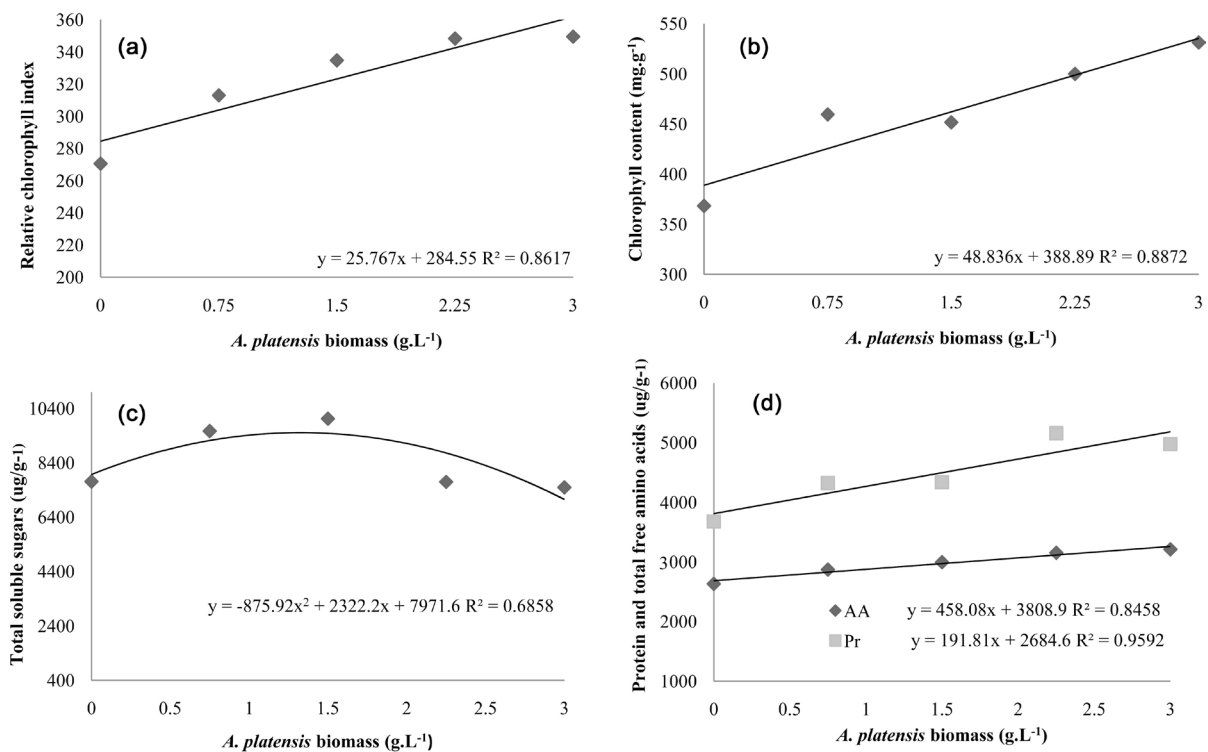 (a)
Relative chlorophyll index
360
340
320
300
280
260
240
220
200
y = 25.767x + 284.55 R² = 0.8617
0 0.75 1.5 2.25 3
A. platensis biomass (g.L⁻¹)
(b)
Chlorophyll content (mg.g⁻¹)
550
500
450
400
350
300
y = 48.836x + 388.89 R² = 0.8872
0 0.75 1.5 2.25 3
A. platensis biomass (g.L⁻¹)
(c)
Total soluble sugars (ug/g-1)
10400
8400
6400
4400
2400
400
y = -875.92x² + 2322.2x + 7971.6 R² = 0.6858
0 0.5 1 1.5 2 2.5 3
A. platensis biomass (g.L⁻¹)
(d)
Protein and total free amino acids (ug/g-1)
6000
5000
4000
3000
2000
1000
AA y = 458.08x + 3808.9 R² = 0.8458
Pr y = 191.81x + 2684.6 R² = 0.9592
0 0.5 1 1.5 2 2.5 3
A. platensis biomass (g.L⁻¹)